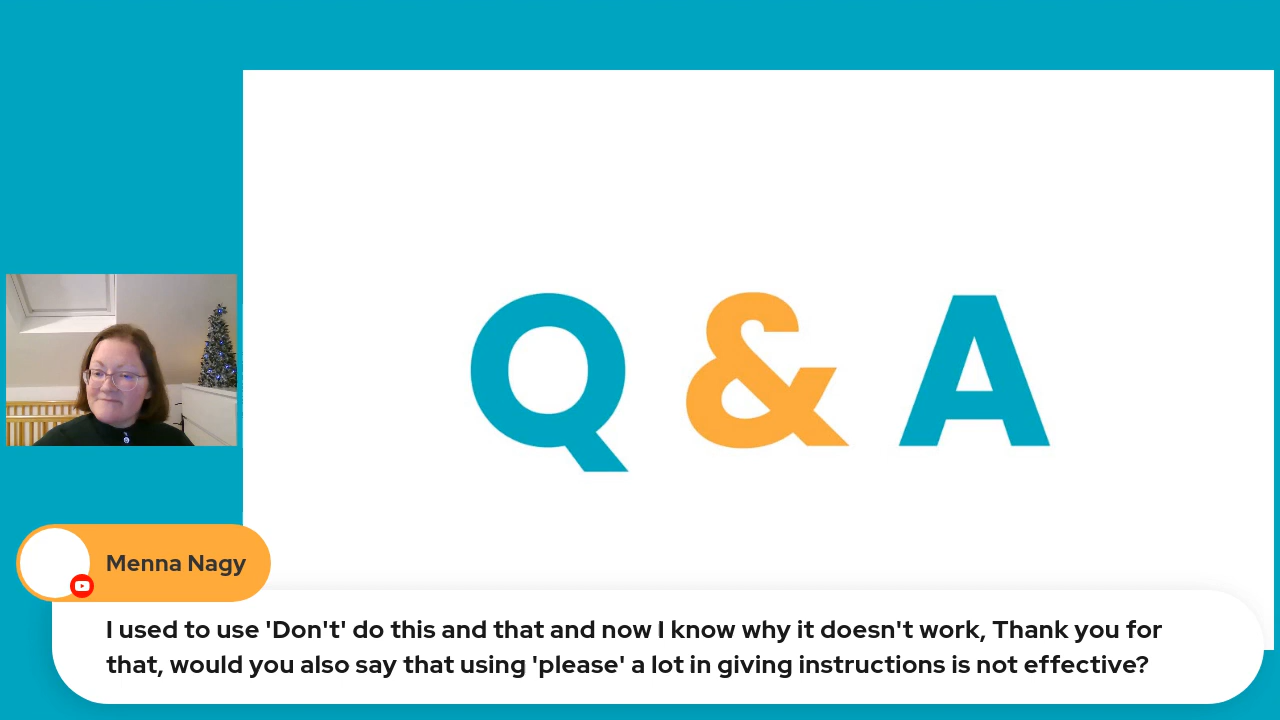 Q & A
Menna Nagy
I used to use 'Don't' do this and that and now I know why it doesn't work, Thank you for
that, would you also say that using 'please' a lot in giving instructions is not effective?